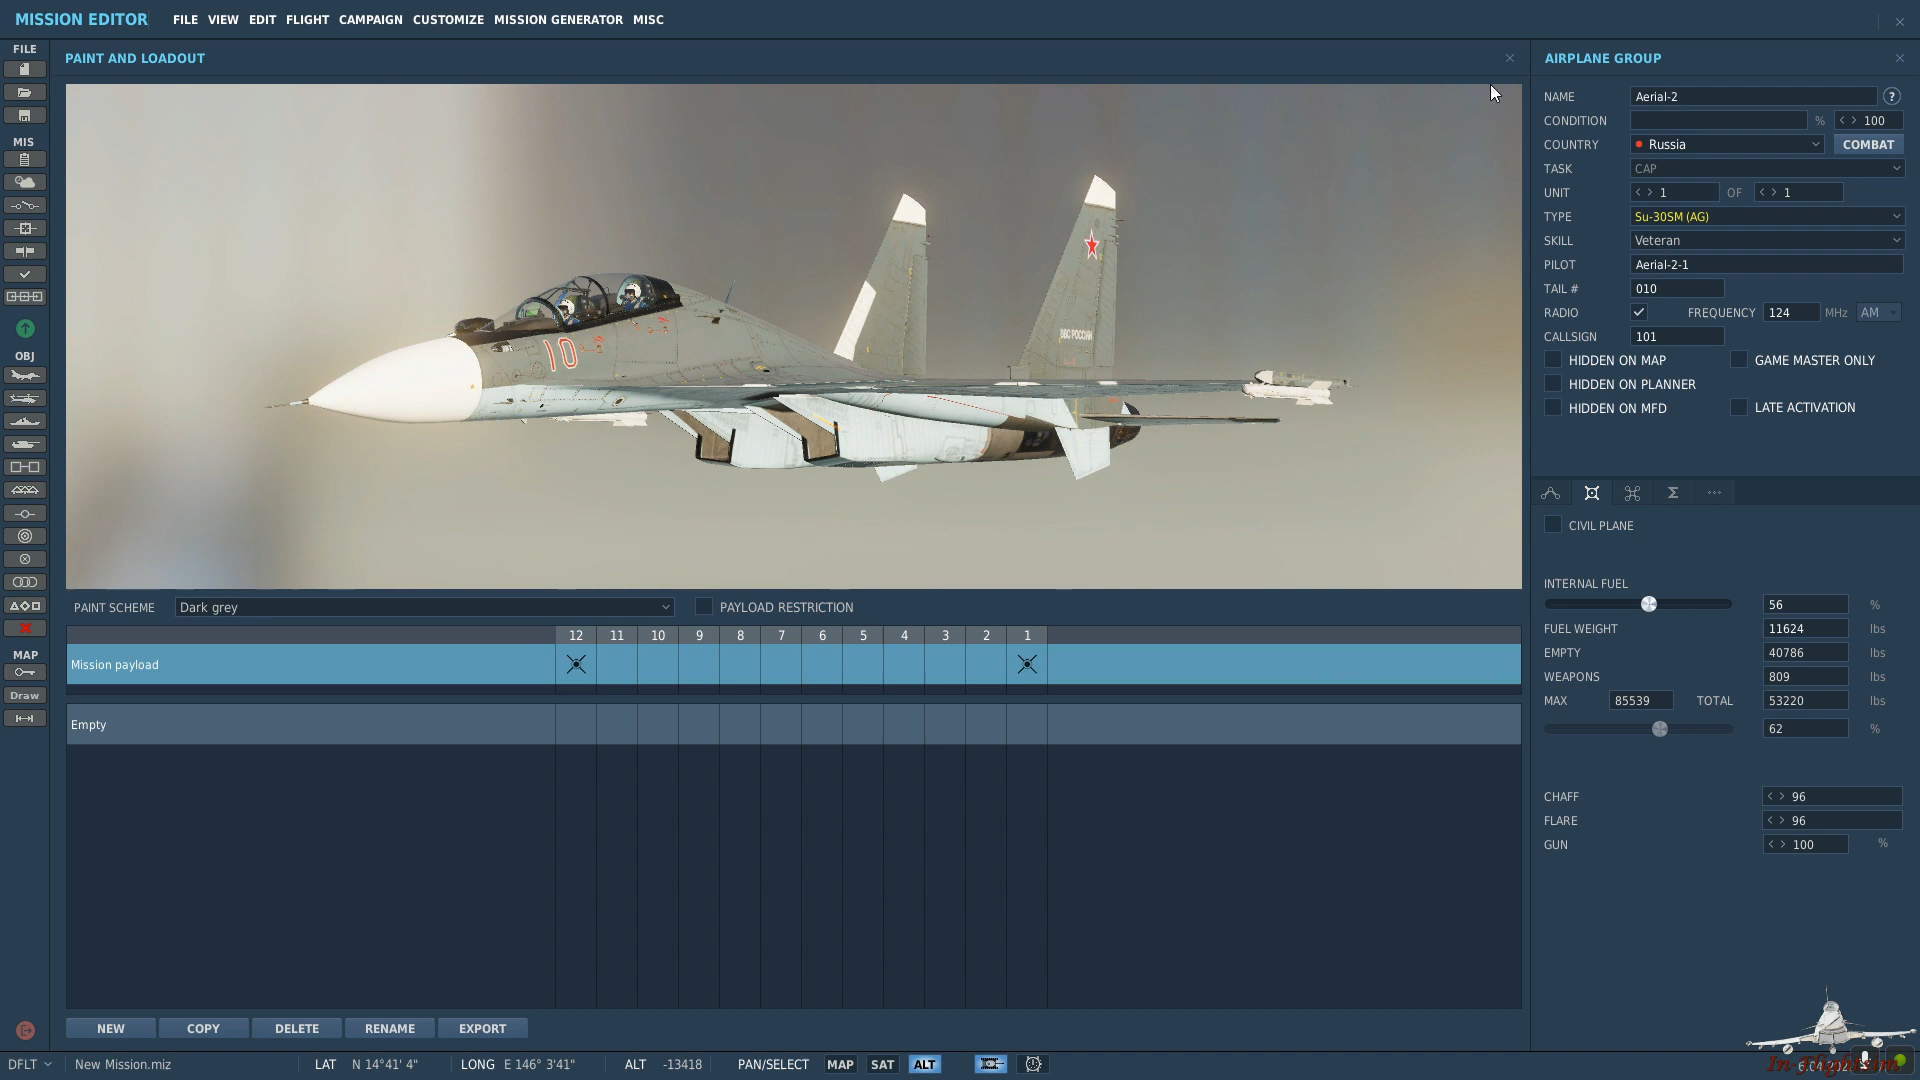 MISSION EDITOR FILE VIEW EDIT FLIGHT CAMPAIGN CUSTOMIZE MISSION GENERATOR MISC
FILE
MIS
OBJ
MAP
Draw
PAINT AND LOADOUT
10
ВВС РОССИИ
PAINT SCHEME Dark grey PAYLOAD RESTRICTION
12 11 10 9 8 7 6 5 4 3 2 1
Mission payload
Empty
NEW COPY DELETE RENAME EXPORT
AIRPLANE GROUP
NAME Aerial-2 ?
CONDITION % < > 100
COUNTRY Russia COMBAT
TASK CAP
UNIT < > 1 OF < > 1
TYPE Su-30SM (AG)
SKILL Veteran
PILOT Aerial-2-1
TAIL # 010
RADIO FREQUENCY 124 MHz AM
CALLSIGN 101
HIDDEN ON MAP GAME MASTER ONLY
HIDDEN ON PLANNER
HIDDEN ON MFD LATE ACTIVATION
CIVIL PLANE
INTERNAL FUEL
56 %
FUEL WEIGHT 11624 lbs
EMPTY 40786 lbs
WEAPONS 809 lbs
MAX 85539 TOTAL 53220 lbs
62 %
CHAFF < > 96
FLARE < > 96
GUN < > 100 %
DFLT New Mission.miz LAT N 14°41' 4" LONG E 146° 3'41" ALT -13418 PAN/SELECT MAP SAT ALT